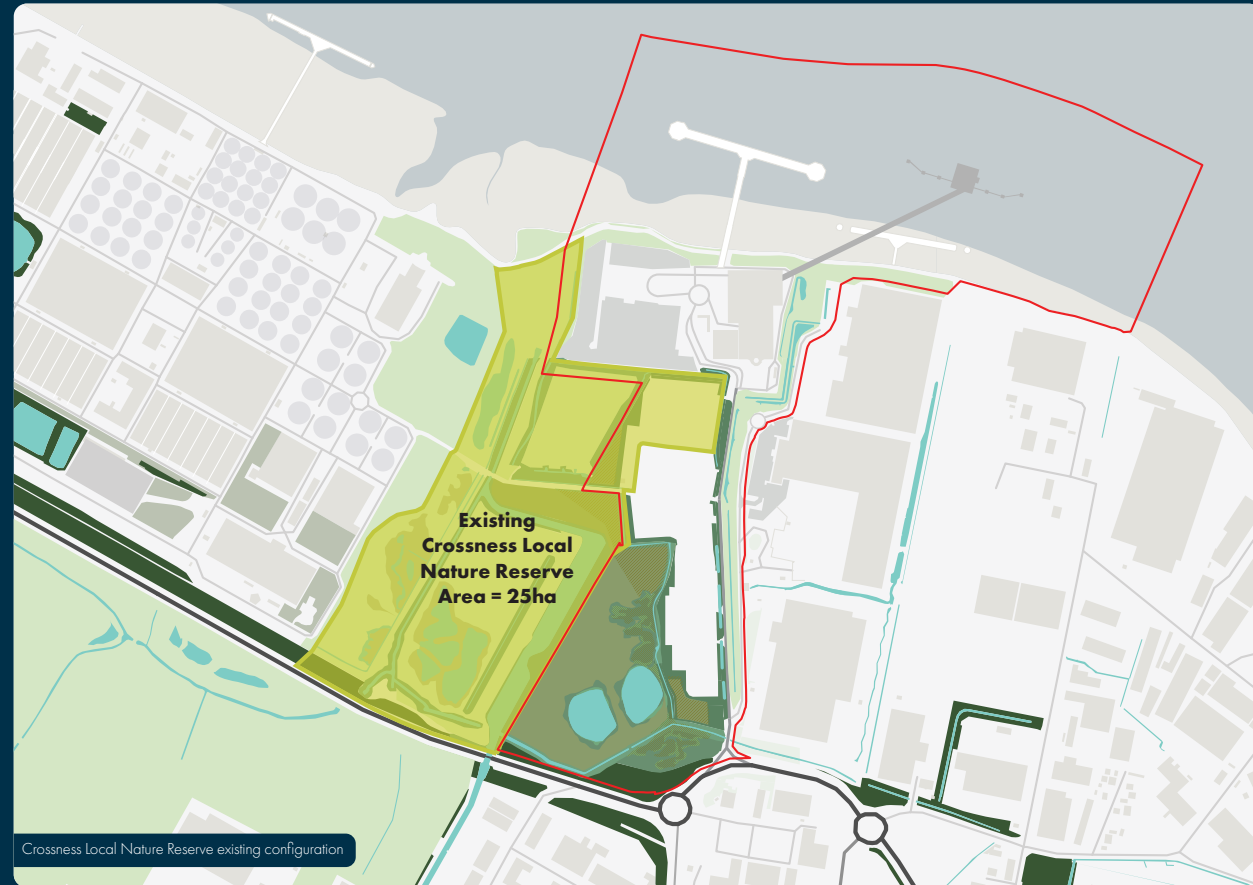 Existing
Crossness Local
Nature Reserve
Area = 25ha
Crossness Local Nature Reserve existing configuration